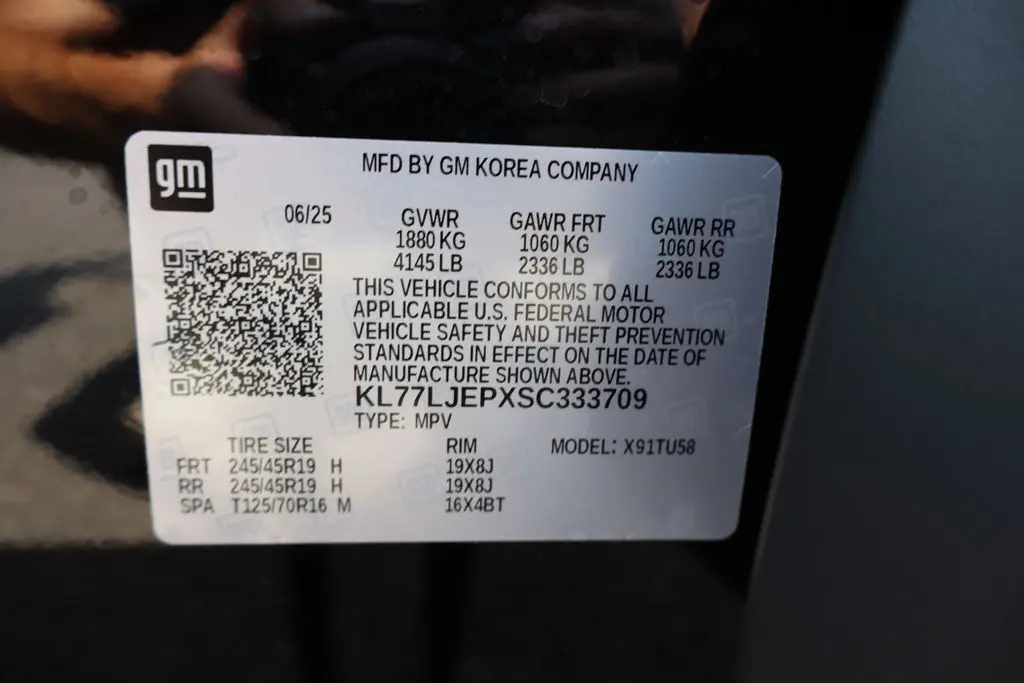 gm
MFD BY GM KOREA COMPANY
06/25 GVWR GAWR FRT GAWR RR
1880 KG 1060 KG 1060 KG
4145 LB 2336 LB 2336 LB
THIS VEHICLE CONFORMS TO ALL
APPLICABLE U.S. FEDERAL MOTOR
VEHICLE SAFETY AND THEFT PREVENTION
STANDARDS IN EFFECT ON THE DATE OF
MANUFACTURE SHOWN ABOVE.
KL77LJEPXSC333709
TYPE: MPV
TIRE SIZE RIM MODEL: X91TU58
FRT 245/45R19 H 19X8J
RR 245/45R19 H 19X8J
SPA T125/70R16 M 16X4BT